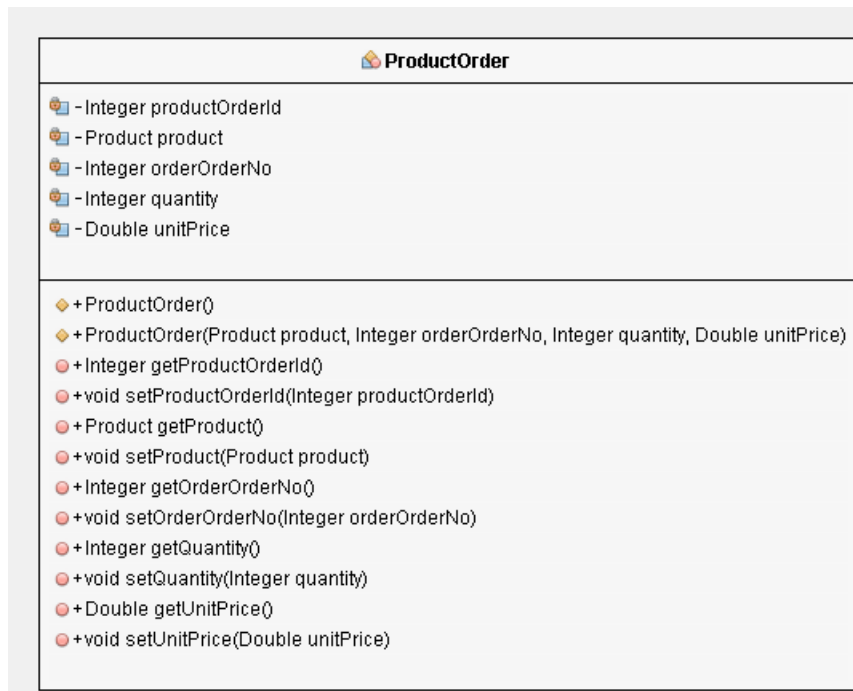 ProductOrder
-Integer productOrderId
-Product product
-Integer orderOrderNo
-Integer quantity
-Double unitPrice
+ProductOrder()
+ProductOrder(Product product, Integer orderOrderNo, Integer quantity, Double unitPrice)
+Integer getProductOrderId()
+void setProductOrderId(Integer productOrderId)
+Product getProduct()
+void setProduct(Product product)
+Integer getOrderOrderNo()
+void setOrderOrderNo(Integer orderOrderNo)
+Integer getQuantity()
+void setQuantity(Integer quantity)
+Double getUnitPrice()
+void setUnitPrice(Double unitPrice)